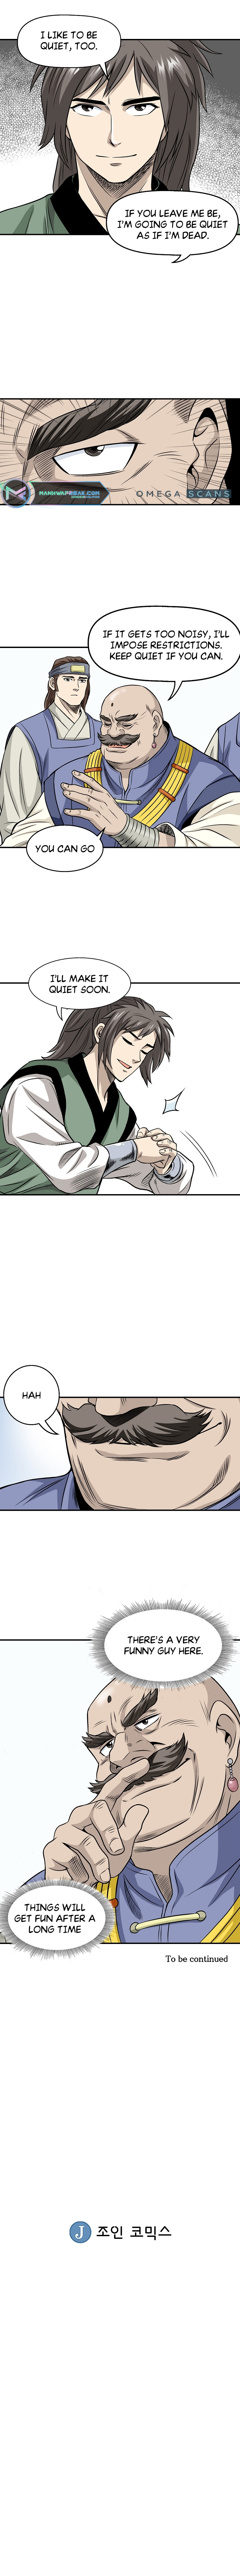 I LIKE TO BE
QUIET, TOO.
IF YOU LEAVE ME BE,
I'M GOING TO BE QUIET
AS IF I'M DEAD.
MANHWAFREAK.COM
OMEGA SCANS
IF IT GETS TOO NOISY, I'LL
IMPOSE RESTRICTIONS.
KEEP QUIET IF YOU CAN.
YOU CAN GO
I'LL MAKE IT
QUIET SOON.
HAH
THERE'S A VERY
FUNNY GUY HERE.
THINGS WILL
GET FUN AFTER A
LONG TIME
To be continued
J 조인 코믹스